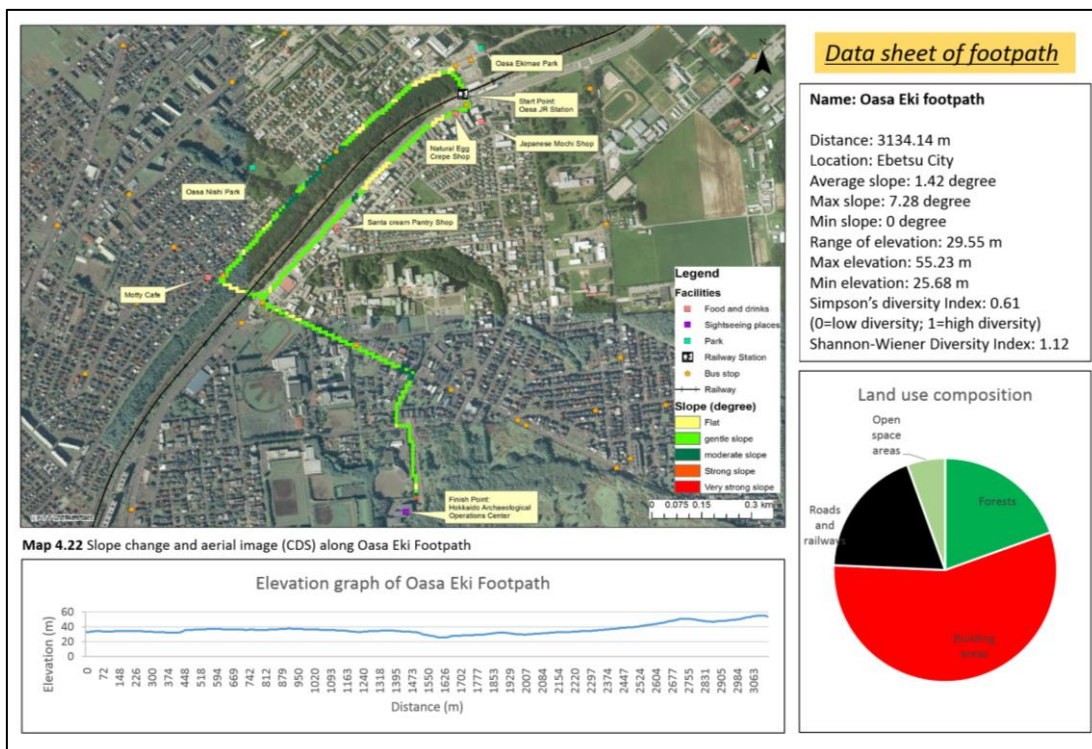 Oasa Ekimae Park
Start Point:
Oasa JR Station
Japanese Mochi Shop
Natural Egg
Crepe Shop
Oasa Nishi Park
Santa cream Pantry Shop
Motty Cafe
Finish Point:
Hokkaido Archaeological
Operations Center
Legend
Facilities
Food and drinks
Sightseeing places
Park
Railway Station
Bus stop
Railway
Slope (degree)
Flat
gentle slope
moderate slope
Strong slope
Very strong slope
0 0.075 0.15 0.3 km
Map 4.22 Slope change and aerial image (CDS) along Oasa Eki Footpath
Elevation graph of Oasa Eki Footpath
Elevation (m)
60
40
20
0
0 72 148 226 300 374 448 518 594 669 742 816 879 950 1020 1093 1163 1240 1318 1395 1473 1550 1626 1702 1777 1853 1929 2007 2084 2154 2220 2297 2374 2447 2524 2604 2677 2755 2831 2905 2984 3063
Distance (m)
Data sheet of footpath
Name: Oasa Eki footpath
Distance: 3134.14 m
Location: Ebetsu City
Average slope: 1.42 degree
Max slope: 7.28 degree
Min slope: 0 degree
Range of elevation: 29.55 m
Max elevation: 55.23 m
Min elevation: 25.68 m
Simpson's diversity Index: 0.61
(0=low diversity; 1=high diversity)
Shannon-Wiener Diversity Index: 1.12
Land use composition
Open
space
areas
Forests
Roads
and
railways
Building
areas